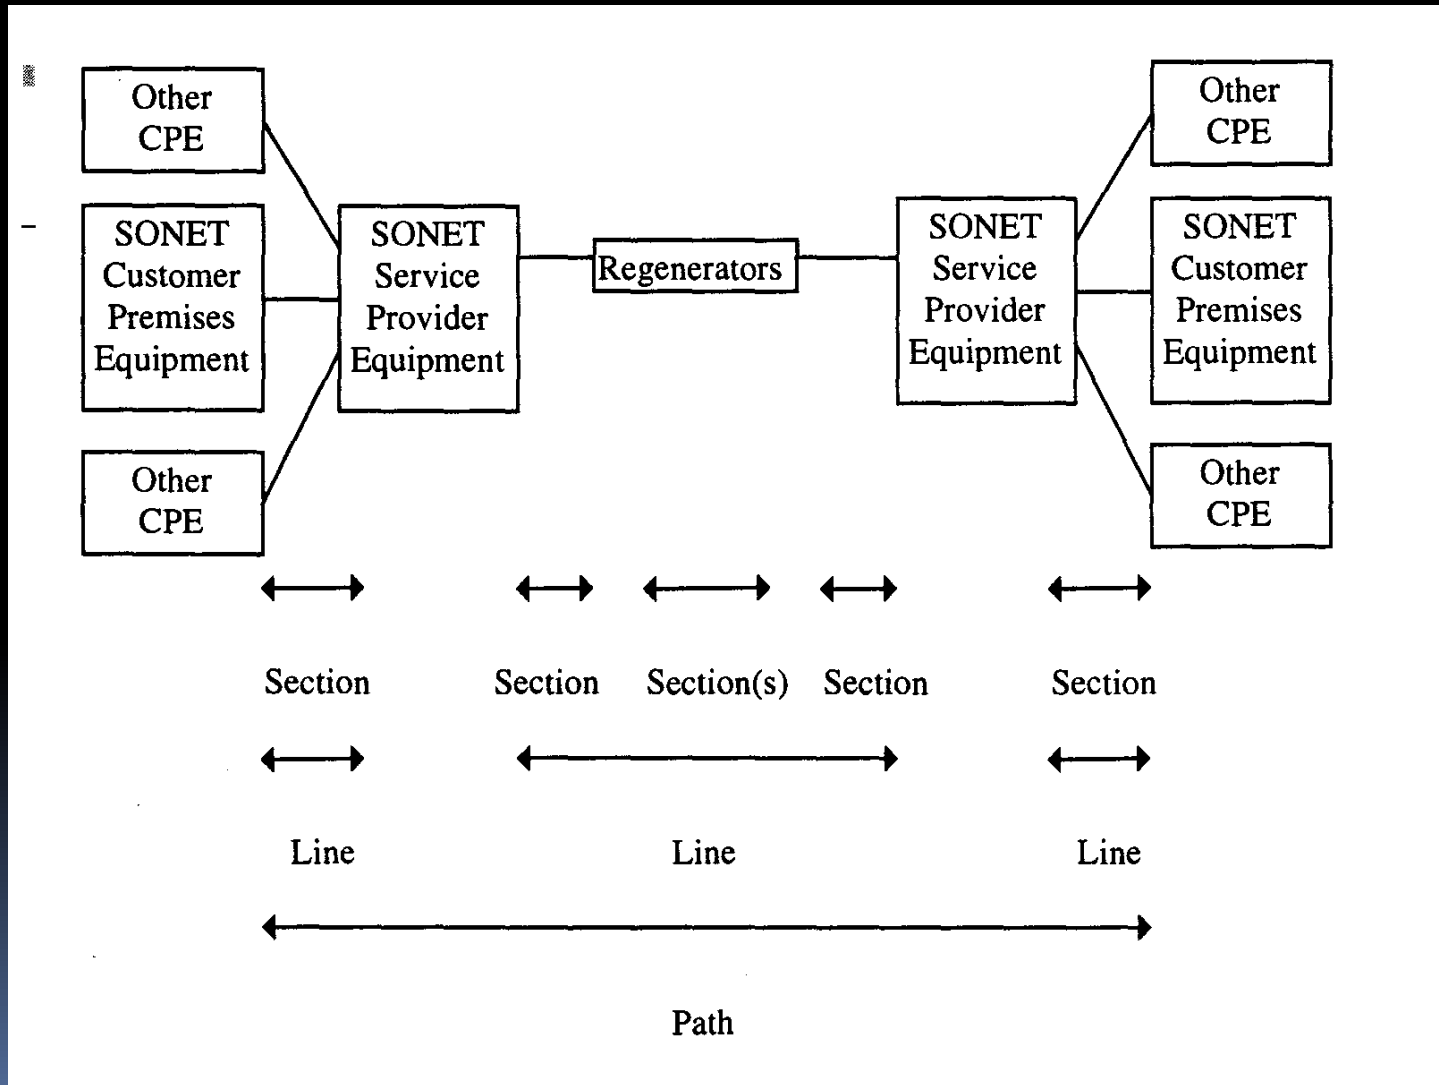 Other
CPE
SONET
Customer
Premises
Equipment
Other
CPE
SONET
Service
Provider
Equipment
Regenerators
SONET
Service
Provider
Equipment
Other
CPE
SONET
Customer
Premises
Equipment
Other
CPE
Section Section Section(s) Section Section
Line Line Line
Path